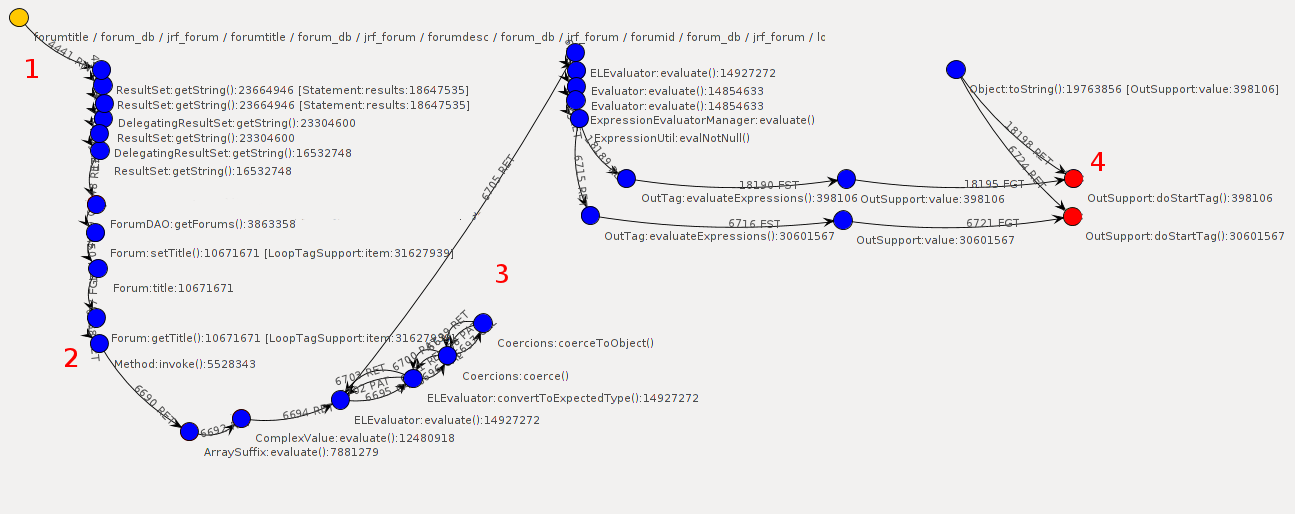 forumtitle / forum_db / jrf_forum / forumtitle / forum_db / jrf_forum / forumdesc / forum_db / jrf_forum / forumid / forum_db / jrf_forum / lc
1
ResultSet:getString():23664946 [Statement:results:18647535]
ResultSet:getString():23664946 [Statement:results:18647535]
DelegatingResultSet:getString():23304600
ResultSet:getString():23304600
DelegatingResultSet:getString():16532748
ResultSet:getString():16532748
ForumDAO:getForums():3863358
Forum:setTitle():10671671 [LoopTagSupport:item:31627939]
Forum:title:10671671
Forum:getTitle():10671671 [LoopTagSupport:item:31627939]
2
Method:invoke():5528343
6690 RET
6692
ArraySuffix:evaluate():7881279
ComplexValue:evaluate():12480918
6694 RET
ELEvaluator:evaluate():14927272
6703 RET
6695
ELEvaluator:convertToExpectedType():14927272
6700 PAT
Coercions:coerce()
Coercions:coerceToObject()
3
6705 RET
ELEvaluator:evaluate():14927272
Evaluator:evaluate():14854633
Evaluator:evaluate():14854633
ExpressionEvaluatorManager:evaluate()
ExpressionUtil:evalNotNull()
18189
6715 RET
OutTag:evaluateExpressions():398106
18190 FST
OutSupport:value:398106
18195 FGT
OutTag:evaluateExpressions():30601567
6716 FST
OutSupport:value:30601567
6721 FGT
Object:toString():19763856 [OutSupport:value:398106]
18198 RET
6724 RET
4
OutSupport:doStartTag():398106
OutSupport:doStartTag():30601567